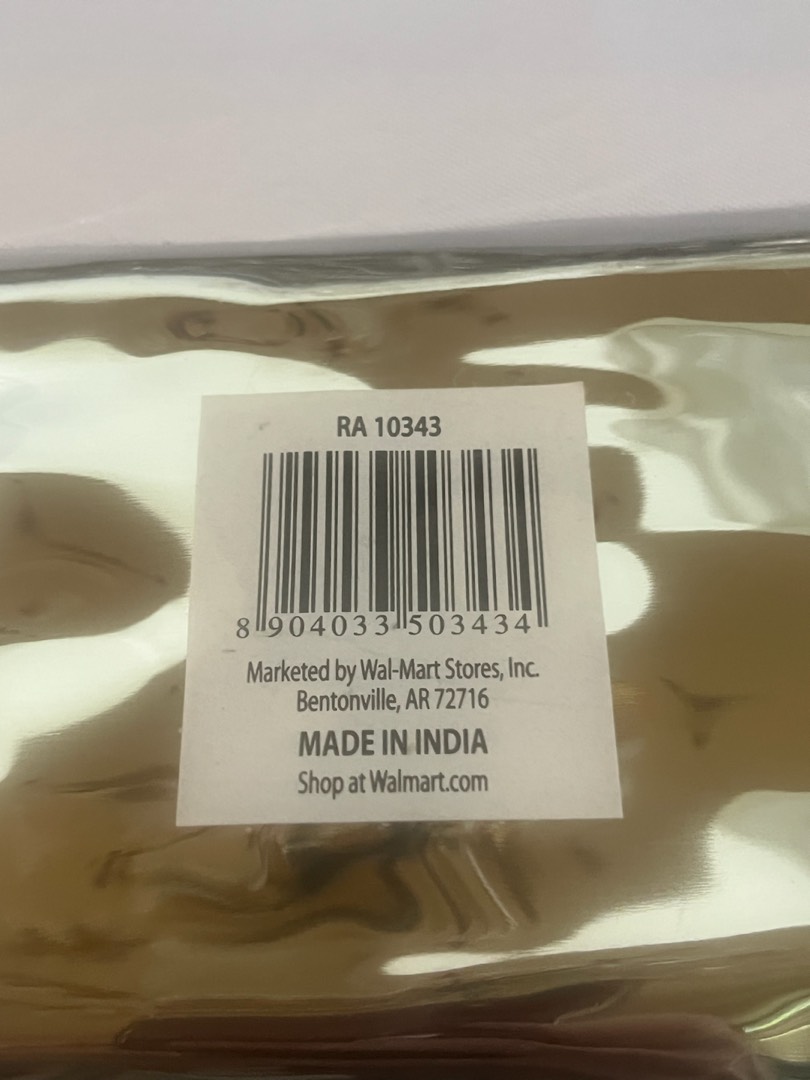 RA 10343
8 904033 503434
Marketed by Wal-Mart Stores, Inc.
Bentonville, AR 72716
MADE IN INDIA
Shop at Walmart.com